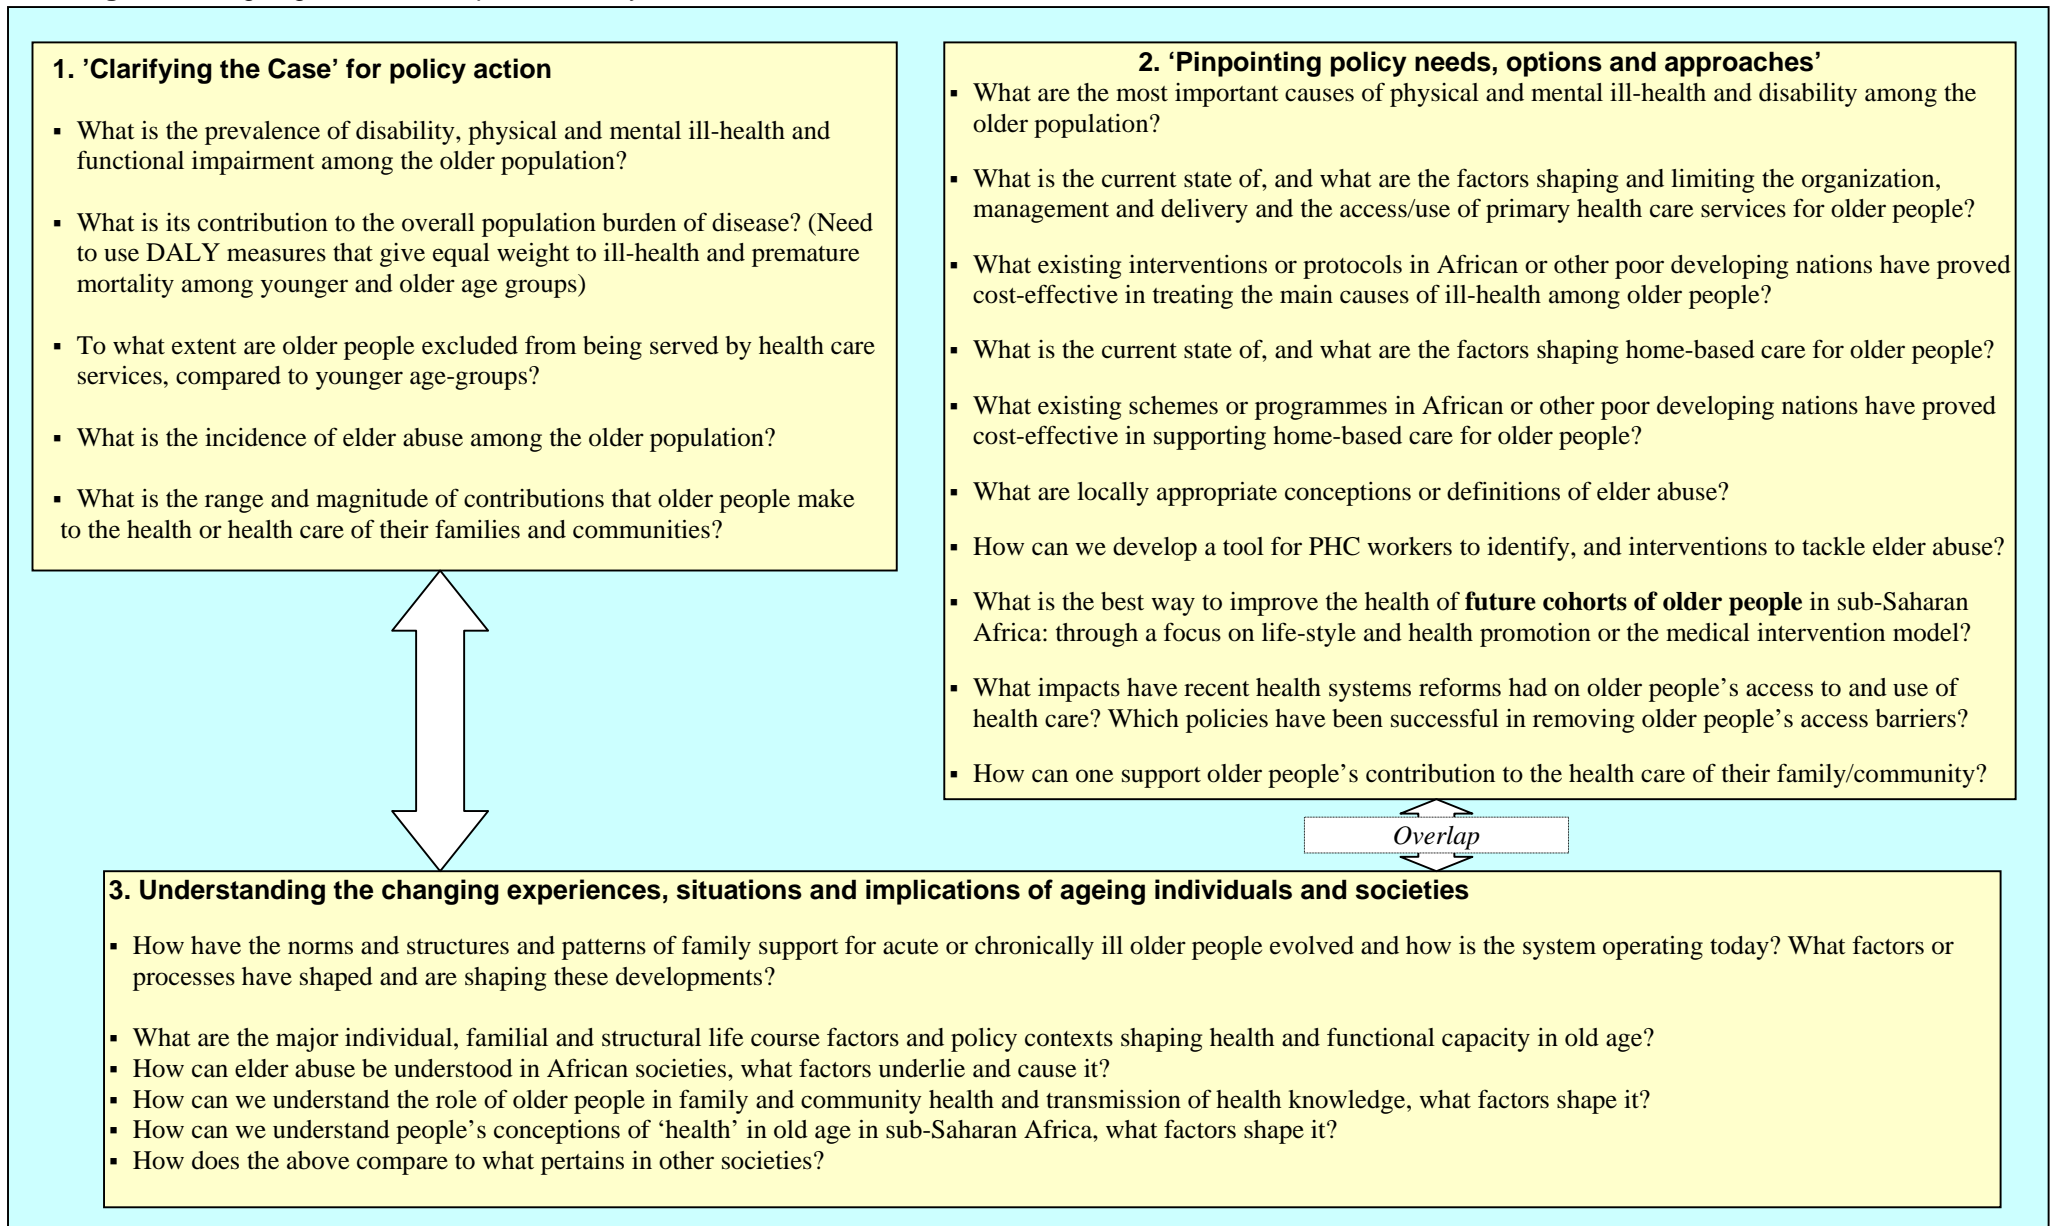 1. ’Clarifying the Case’ for policy action
▪ What is the prevalence of disability, physical and mental ill-health and
functional impairment among the older population?
▪ What is its contribution to the overall population burden of disease? (Need
to use DALY measures that give equal weight to ill-health and premature
mortality among younger and older age groups)
▪ To what extent are older people excluded from being served by health care
services, compared to younger age-groups?
▪ What is the incidence of elder abuse among the older population?
▪ What is the range and magnitude of contributions that older people make
to the health or health care of their families and communities?
2. ‘Pinpointing policy needs, options and approaches’
▪ What are the most important causes of physical and mental ill-health and disability among the
older population?
▪ What is the current state of, and what are the factors shaping and limiting the organization,
management and delivery and the access/use of primary health care services for older people?
▪ What existing interventions or protocols in African or other poor developing nations have proved
cost-effective in treating the main causes of ill-health among older people?
▪ What is the current state of, and what are the factors shaping home-based care for older people?
▪ What existing schemes or programmes in African or other poor developing nations have proved
cost-effective in supporting home-based care for older people?
▪ What are locally appropriate conceptions or definitions of elder abuse?
▪ How can we develop a tool for PHC workers to identify, and interventions to tackle elder abuse?
▪ What is the best way to improve the health of future cohorts of older people in sub-Saharan
Africa: through a focus on life-style and health promotion or the medical intervention model?
▪ What impacts have recent health systems reforms had on older people’s access to and use of
health care? Which policies have been successful in removing older people’s access barriers?
▪ How can one support older people’s contribution to the health care of their family/community?
Overlap
3. Understanding the changing experiences, situations and implications of ageing individuals and societies
▪ How have the norms and structures and patterns of family support for acute or chronically ill older people evolved and how is the system operating today? What factors or
processes have shaped and are shaping these developments?
▪ What are the major individual, familial and structural life course factors and policy contexts shaping health and functional capacity in old age?
▪ How can elder abuse be understood in African societies, what factors underlie and cause it?
▪ How can we understand the role of older people in family and community health and transmission of health knowledge, what factors shape it?
▪ How can we understand people’s conceptions of ‘health’ in old age in sub-Saharan Africa, what factors shape it?
▪ How does the above compare to what pertains in other societies?